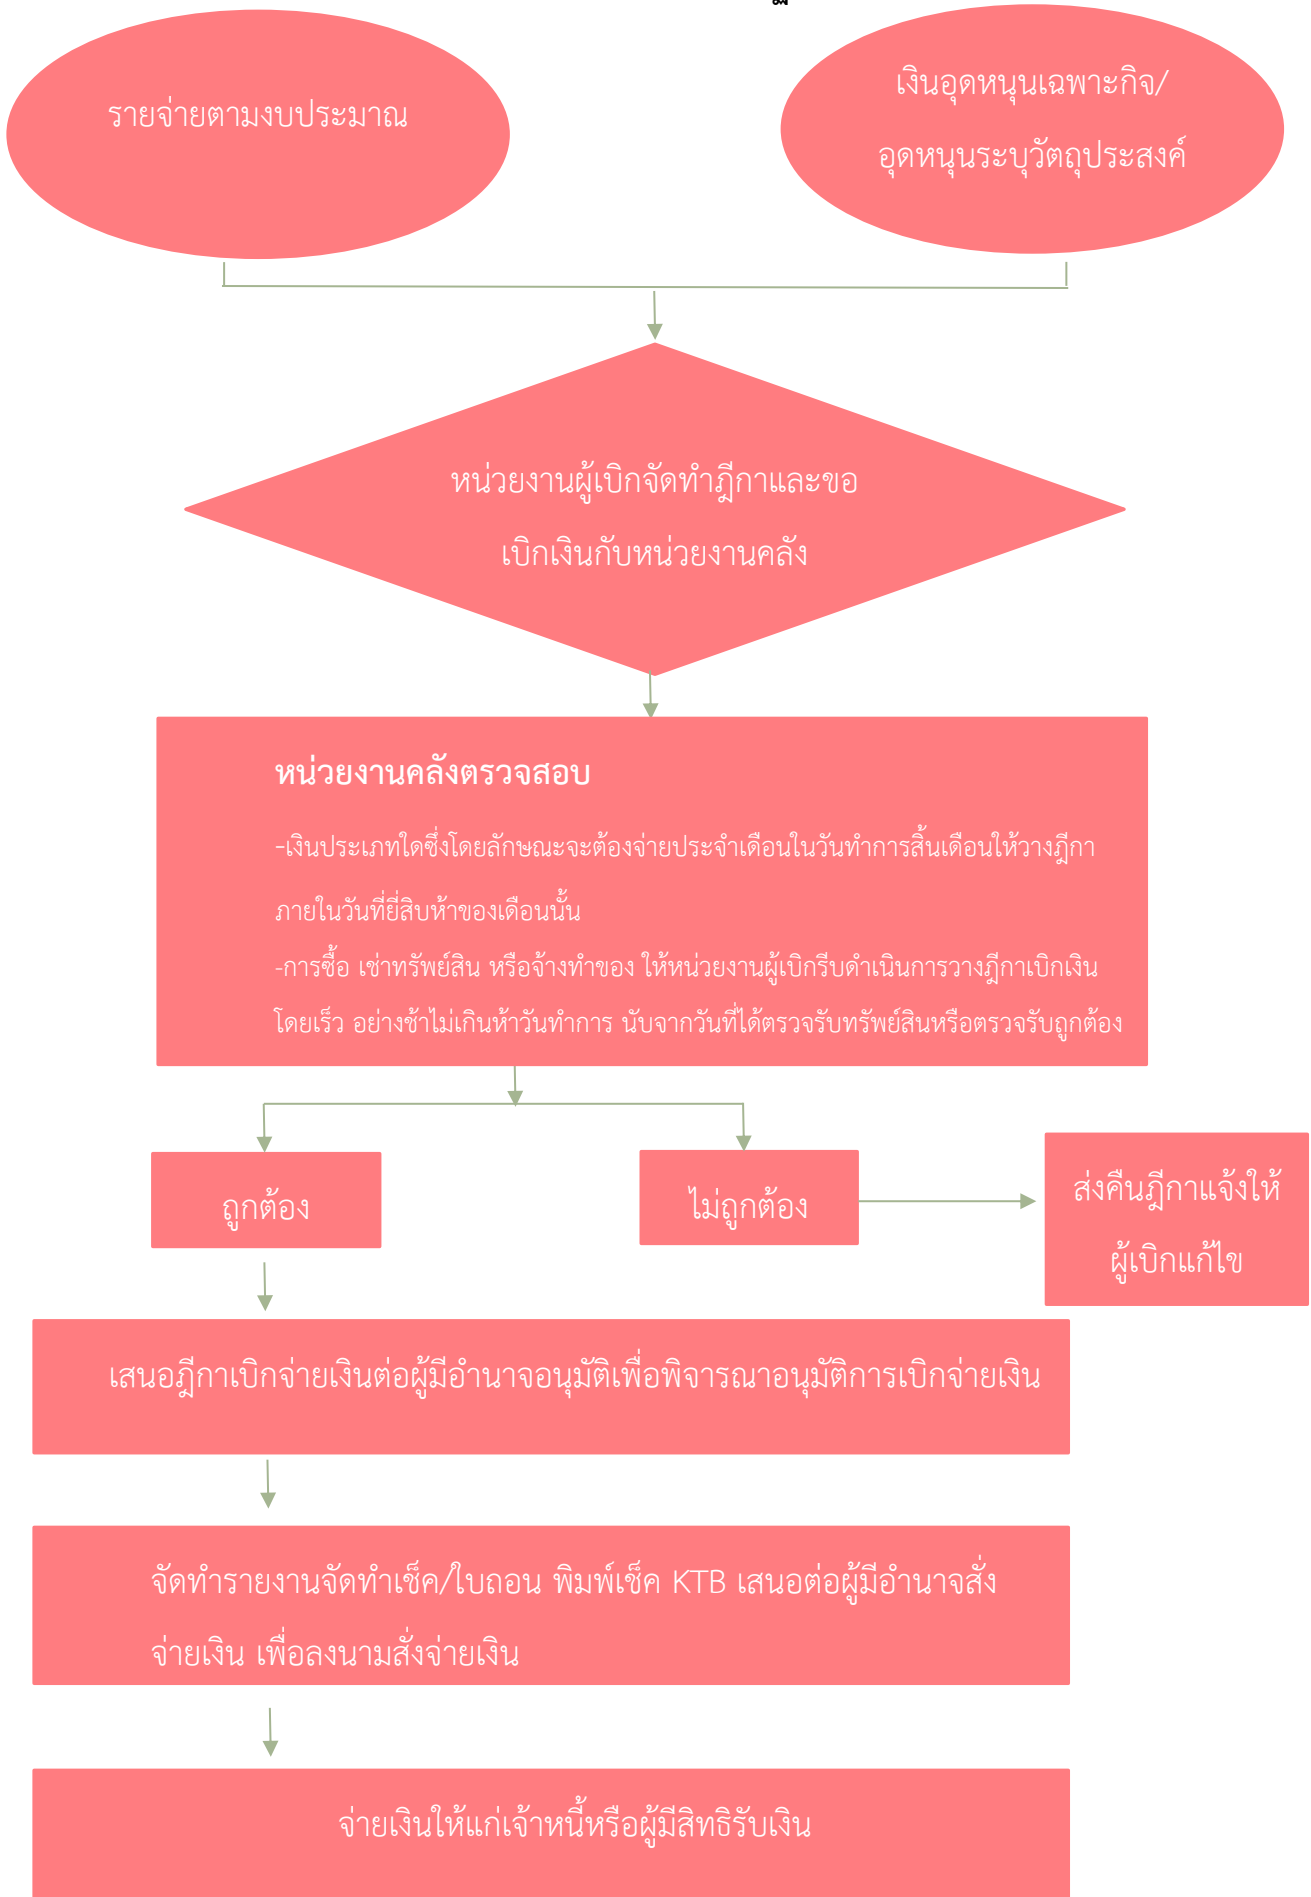 รายจ่ายตามงบประมาณ
เงินอุดหนุนเฉพาะกิจ/
อุดหนุนระบุวัตถุประสงค์
หน่วยงานผู้เบิกจัดทำฎีกาและขอ
เบิกเงินกับหน่วยงานคลัง
หน่วยงานคลังตรวจสอบ
-เงินประเภทใดซึ่งโดยลักษณะจะต้องจ่ายประจำเดือนในวันทำการสิ้นเดือนให้วางฎีกา
ภายในวันที่ยี่สิบห้าของเดือนนั้น
-การซื้อ เช่าทรัพย์สิน หรือจ้างทำของ ให้หน่วยงานผู้เบิกรีบดำเนินการวางฎีกาเบิกเงิน
โดยเร็ว อย่างช้าไม่เกินห้าวันทำการ นับจากวันที่ได้ตรวจรับทรัพย์สินหรือตรวจรับถูกต้อง
ถูกต้อง
ไม่ถูกต้อง
ส่งคืนฎีกาแจ้งให้
ผู้เบิกแก้ไข
เสนอฎีกาเบิกจ่ายเงินต่อผู้มีอำนาจอนุมัติเพื่อพิจารณาอนุมัติการเบิกจ่ายเงิน
จัดทำรายงานจัดทำเช็ค/ใบถอน พิมพ์เช็ค KTB เสนอต่อผู้มีอำนาจสั่ง
จ่ายเงิน เพื่อลงนามสั่งจ่ายเงิน
จ่ายเงินให้แก่เจ้าหนี้หรือผู้มีสิทธิรับเงิน